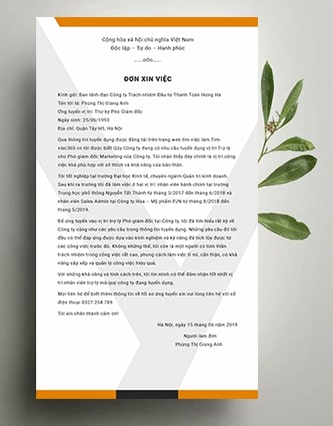 Cộng hòa xã hội chủ nghĩa Việt Nam
Độc lập – Tự do – Hạnh phúc
——o0o——
ĐƠN XIN VIỆC
Kính gửi: Ban lãnh đạo Công ty Trách nhiệm Đầu tư Thanh Toán Hưng Hà
Tên tôi là: Phùng Thị Giang Anh
Ứng tuyển vị trí: Thư ký Phó Giám đốc
Ngày sinh: 25/06/1993
Địa chỉ: Quận Tây Hồ, Hà Nội
Qua thông tin tuyển dụng được đăng tải trên trang web tìm việc làm Tim-
viec365.vn tôi được biết Qúy Công ty đang có nhu cầu tuyển dụng vị trí Trợ lý
cho Phó giám đốc Marketing của Công ty. Tôi nhận thấy đây chính là vị trí công
việc khá phù hợp với sở thích và khả năng của bản thân.
Tôi tốt nghiệp tại trường Đại học Kinh tế, chuyên ngành Quản trị kinh doanh.
Sau khi ra trường tôi đã làm việc ở hai vị trí: nhân viên hành chính tại trường
Trung học phổ thông Nguyễn Tất Thành từ tháng 3/2017 đến tháng 6/2018 và
nhân viên Sales Admin tại Công ty Hóa – Mỹ phẩm FUN từ tháng 8/2018 đến
tháng 5/2019.
Để ứng tuyển vào vị trí trợ lý Phó giám đốc tại Công ty, tôi đã tìm hiểu rất kỹ về
Công ty cũng như các yêu cầu trong thông tin tuyển dụng. Những yêu cầu đó tôi
đều có thể đáp ứng được dựa vào kinh nghiệm và kỹ năng đã tích lũy được từ
các công việc trước đó. Không những thế, tôi còn là một người có tinh thần
trách nhiệm trong công việc rất cao, phong cách làm việc tỉ mỉ, cẩn thận, có khả
năng sắp xếp và quản lý công việc hiệu quả.
Với những khả năng và tính cách trên, tôi tin mình có thể đảm nhận tốt nhất vị
trí nhân viên trợ lý mà quý công ty đang tuyển dụng.
Mọi liên hệ để biết thêm thông tin về hồ sơ ứng tuyển xin vui lòng liên hệ với số
điện thoại: 0327.254.789
Tôi xin chân thành cảm ơn!
Hà Nội, ngày 15 tháng 06 năm 2019
Người làm đơn
Phùng Thị Giang Anh